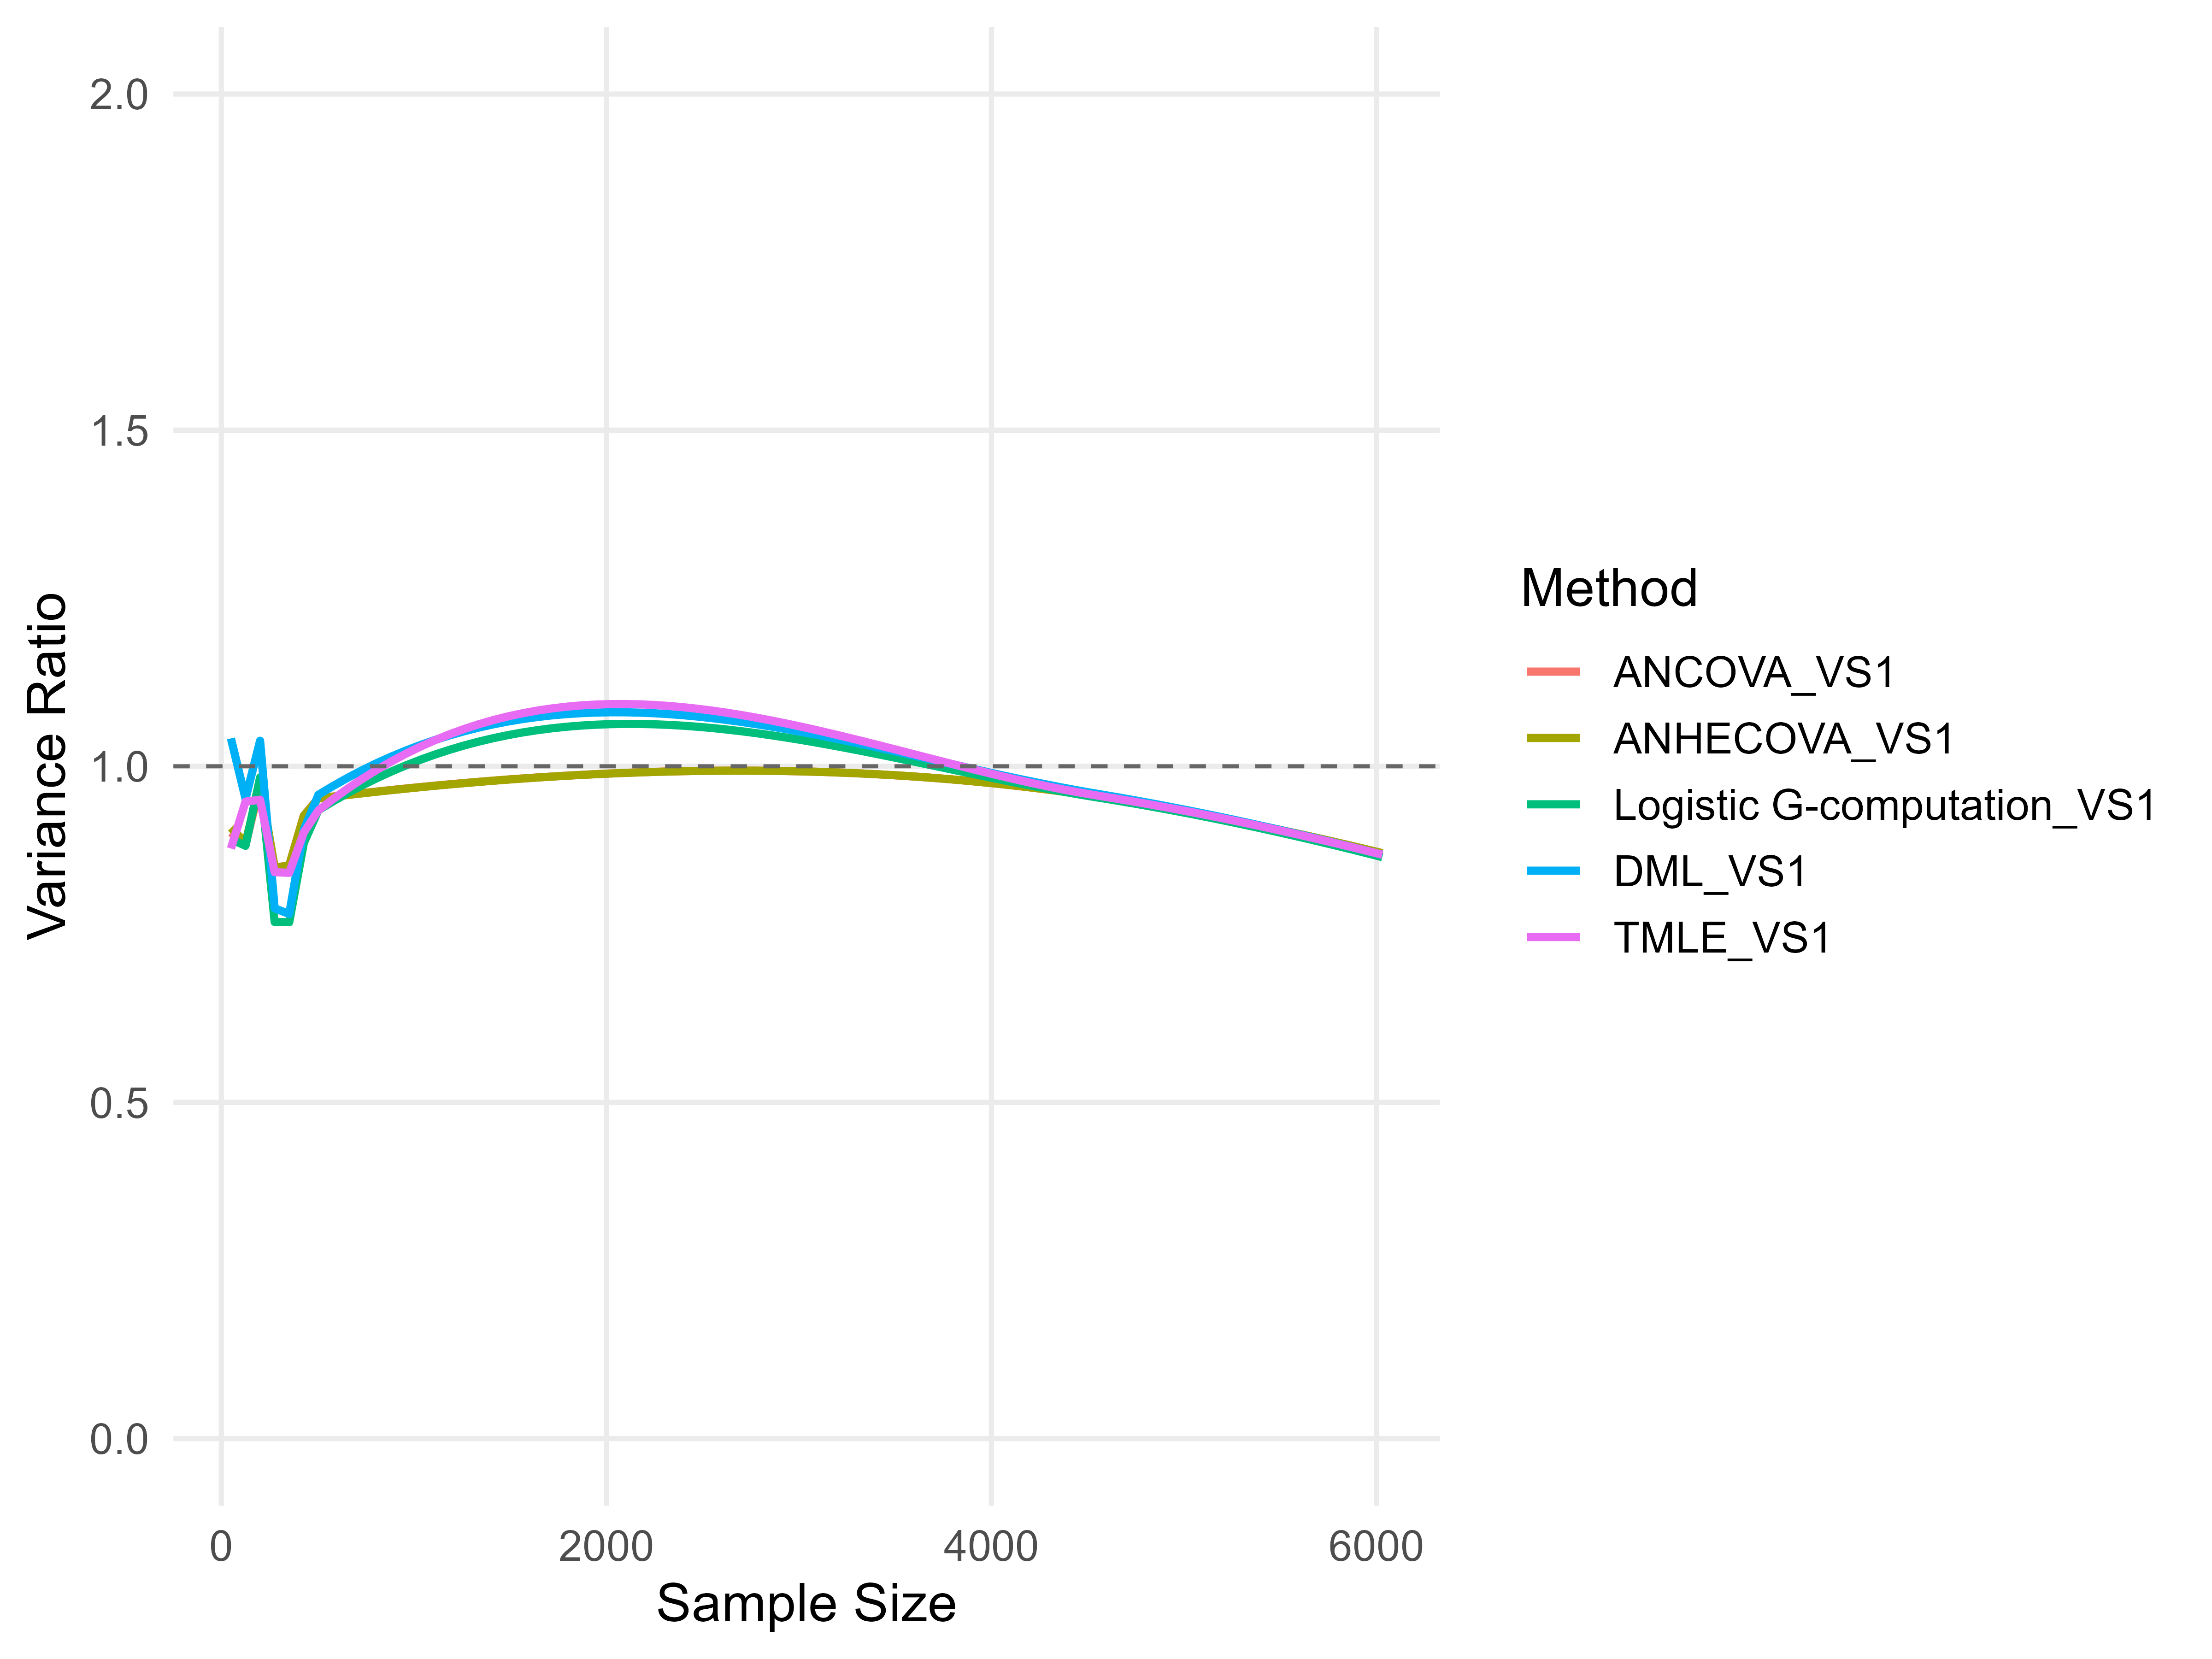 2.0
1.5
1.0
0.5
0.0
Variance Ratio
0
2000
4000
6000
Sample Size
Method
ANCOVA_VS1
ANHECOVA_VS1
Logistic G-computation_VS1
DML_VS1
TMLE_VS1